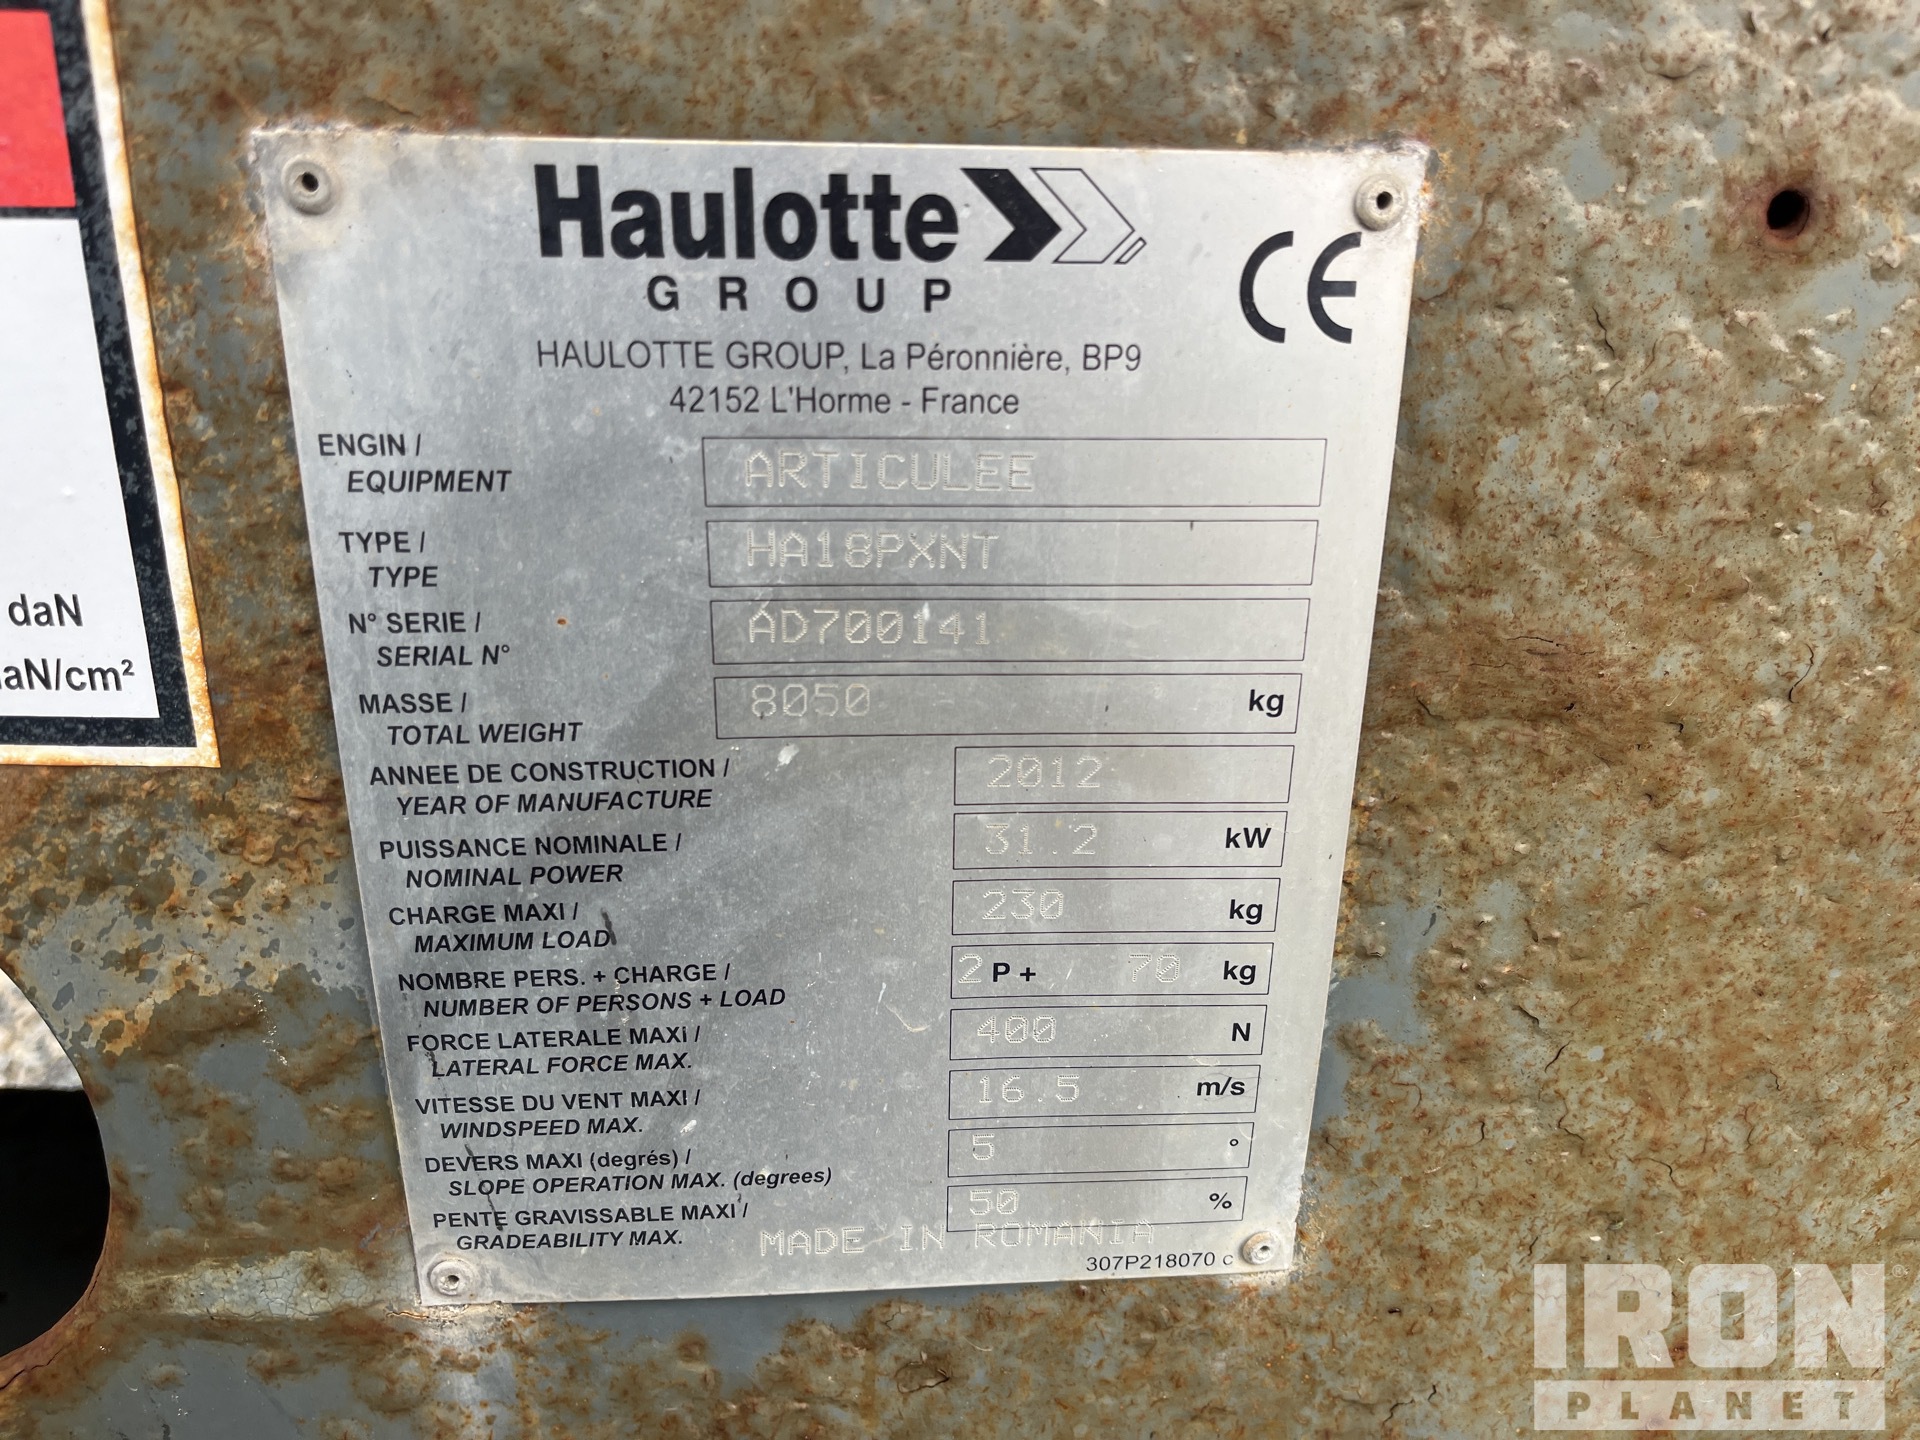 Haulotte
GROUP
CE
HAULOTTE GROUP, La Péronnière, BP9
42152 L'Horme - France
ENGIN /
EQUIPMENT
ARTICULEE
TYPE /
TYPE
HA18PXNT
N° SERIE /
SERIAL N°
AD700141
MASSE /
TOTAL WEIGHT
8050 kg
ANNEE DE CONSTRUCTION /
YEAR OF MANUFACTURE
2012
PUISSANCE NOMINALE /
NOMINAL POWER
31.2 kW
CHARGE MAXI /
MAXIMUM LOAD
230 kg
NOMBRE PERS. + CHARGE /
NUMBER OF PERSONS + LOAD
2 P + 70 kg
FORCE LATERALE MAXI /
LATERAL FORCE MAX.
400 N
VITESSE DU VENT MAXI /
WINDSPEED MAX.
16.5 m/s
DEVERS MAXI (degrés) /
SLOPE OPERATION MAX. (degrees)
5 °
PENTE GRAVISSABLE MAXI /
GRADEABILITY MAX.
50 %
MADE IN ROMANIA
307P218070 c
daN
daN/cm²
IRON
PLANET